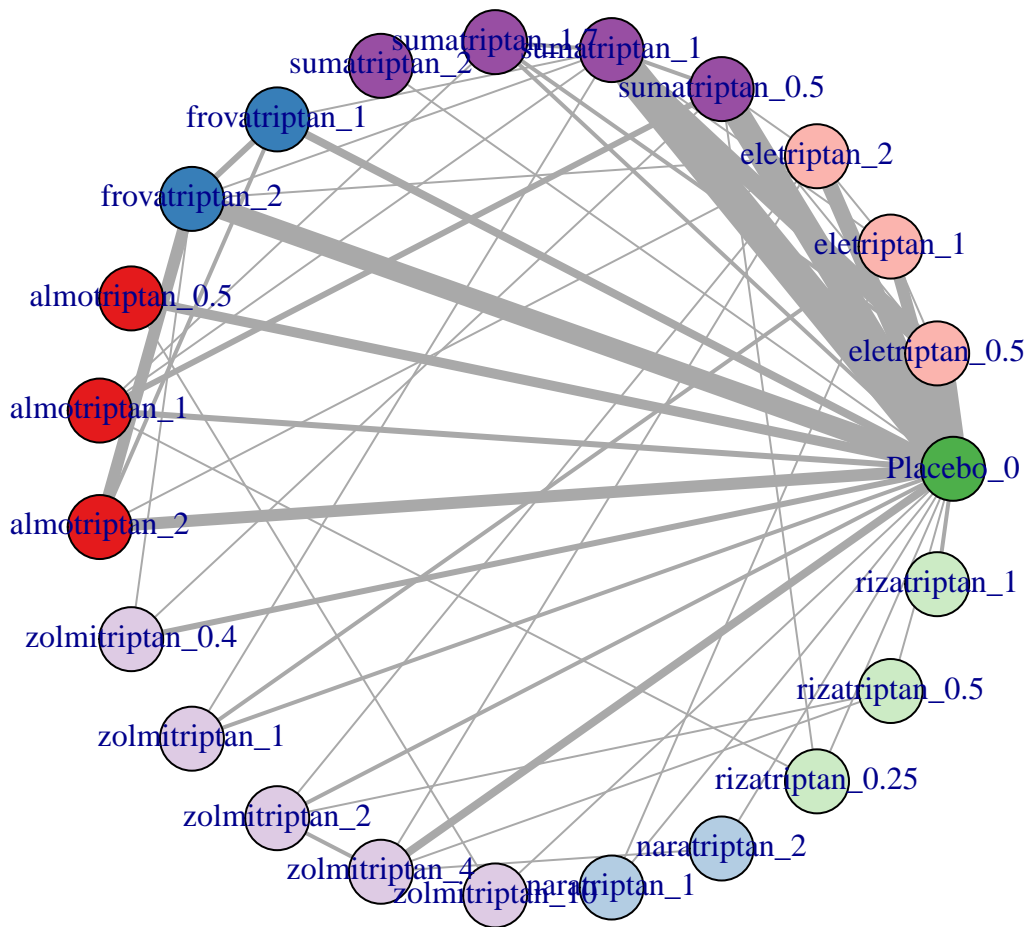 sumatriptan_1.7
sumatriptan_1
sumatriptan_2
sumatriptan_0.5
frovatriptan_1
eletriptan_2
frovatriptan_2
eletriptan_1
almotriptan_0.5
eletriptan_0.5
almotriptan_1
Placebo_0
almotriptan_2
rizatriptan_1
zolmitriptan_0.4
rizatriptan_0.5
zolmitriptan_1
rizatriptan_0.25
zolmitriptan_2
naratriptan_2
zolmitriptan_4
zolmitriptan_10
naratriptan_1